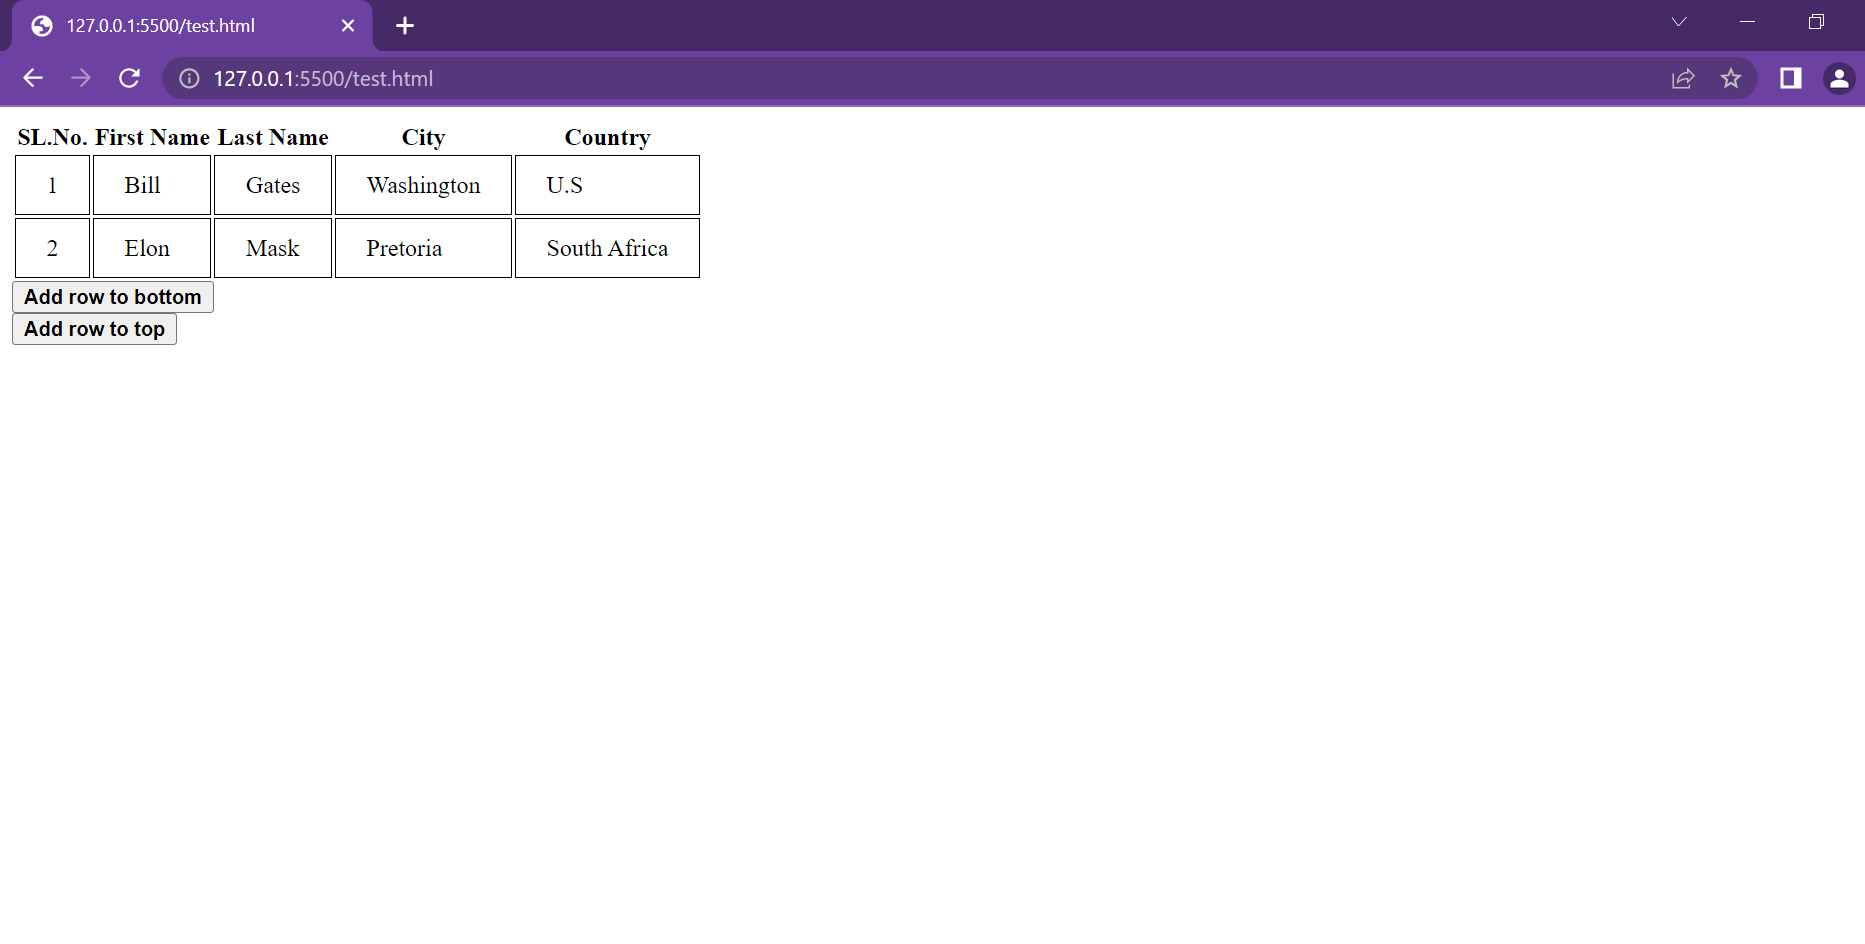 127.0.0.1:5500/test.html
127.0.0.1:5500/test.html
SL.No. First Name Last Name City Country
1 Bill Gates Washington U.S
2 Elon Mask Pretoria South Africa
Add row to bottom
Add row to top